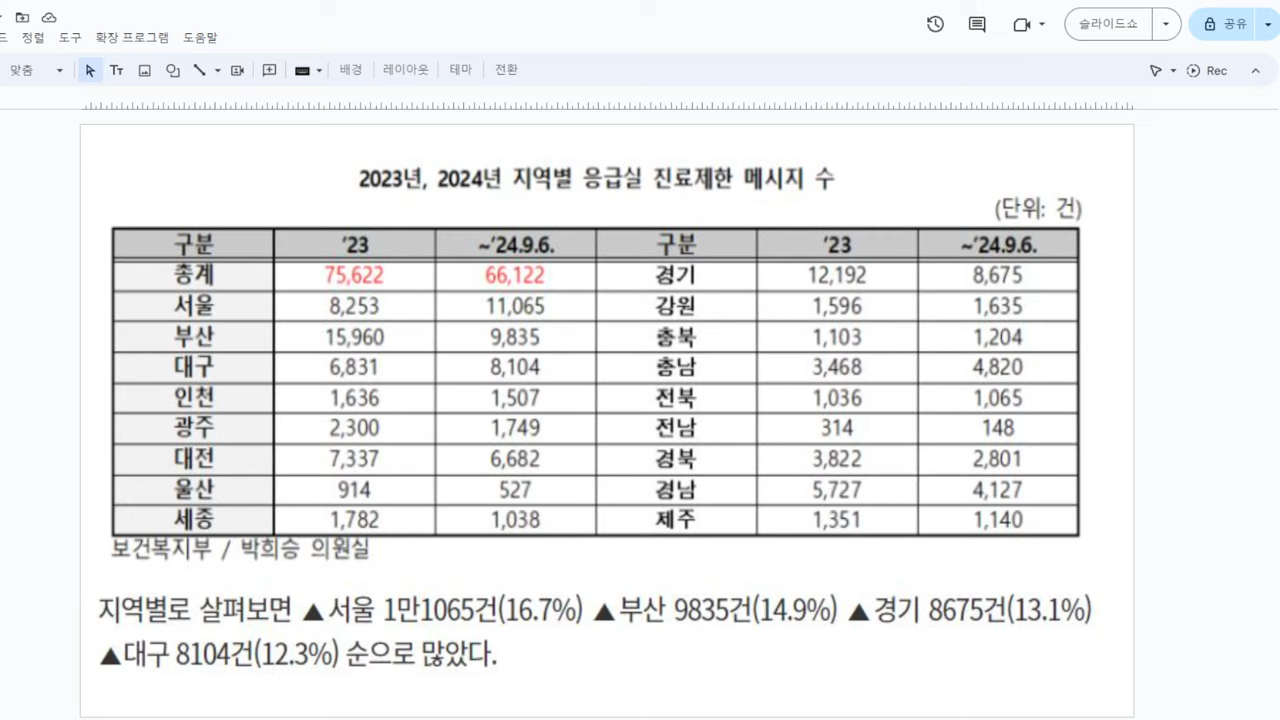 드 정렬 도구 확장 프로그램 도움말
슬라이드쇼 공유
맞춤 Tт 배경 레이아웃 테마 전환 Rec
2023년, 2024년 지역별 응급실 진료제한 메시지 수
(단위: 건)
구분 '23 ~'24.9.6. 구분 '23 ~'24.9.6.
총계 75,622 66,122 경기 12,192 8,675
서울 8,253 11,065 강원 1,596 1,635
부산 15,960 9,835 충북 1,103 1,204
대구 6,831 8,104 충남 3,468 4,820
인천 1,636 1,507 전북 1,036 1,065
광주 2,300 1,749 전남 314 148
대전 7,337 6,682 경북 3,822 2,801
울산 914 527 경남 5,727 4,127
세종 1,782 1,038 제주 1,351 1,140
보건복지부 / 박희승 의원실
지역별로 살펴보면 ▲서울 1만1065건(16.7%) ▲부산 9835건(14.9%) ▲경기 8675건(13.1%)
▲대구 8104건(12.3%) 순으로 많았다.